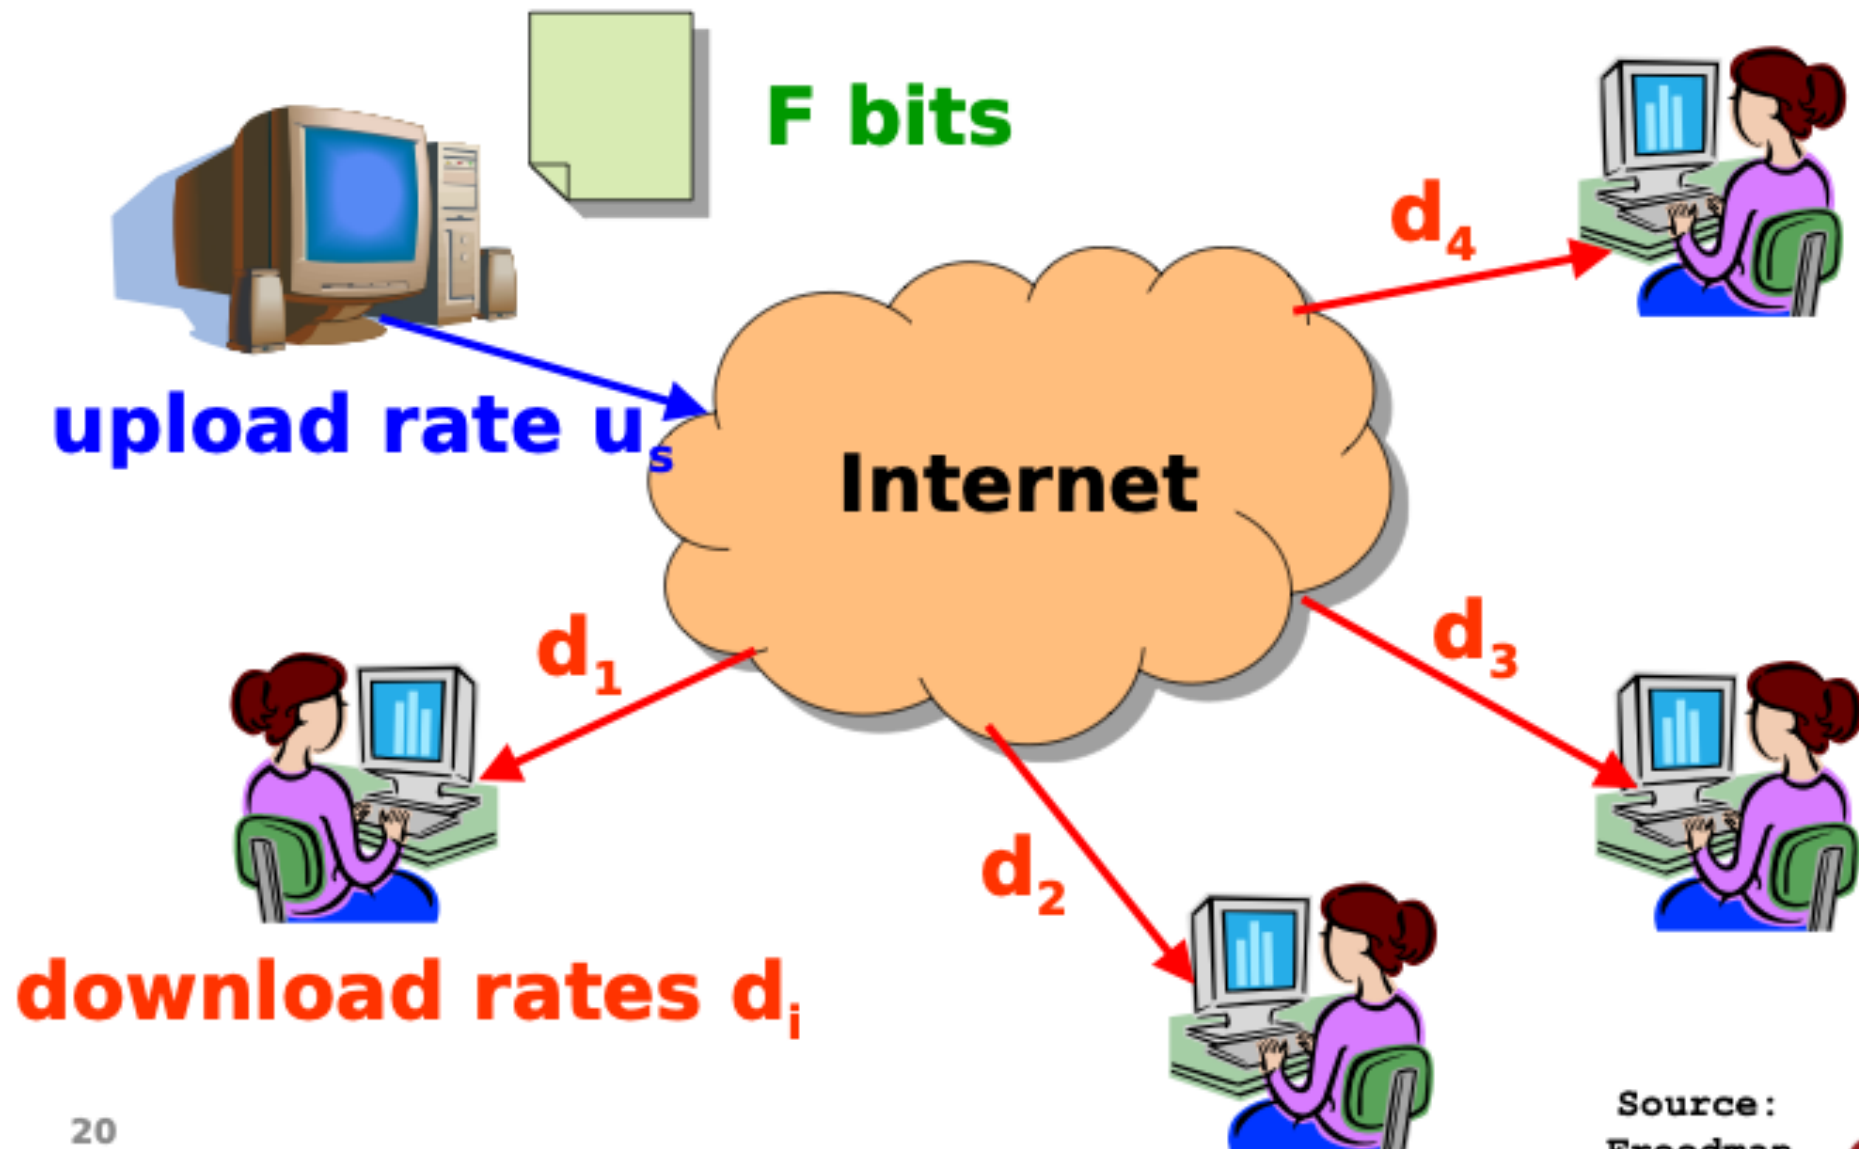 F bits
d4
upload rate us
Internet
d1
d3
d2
download rates di
20
Source: